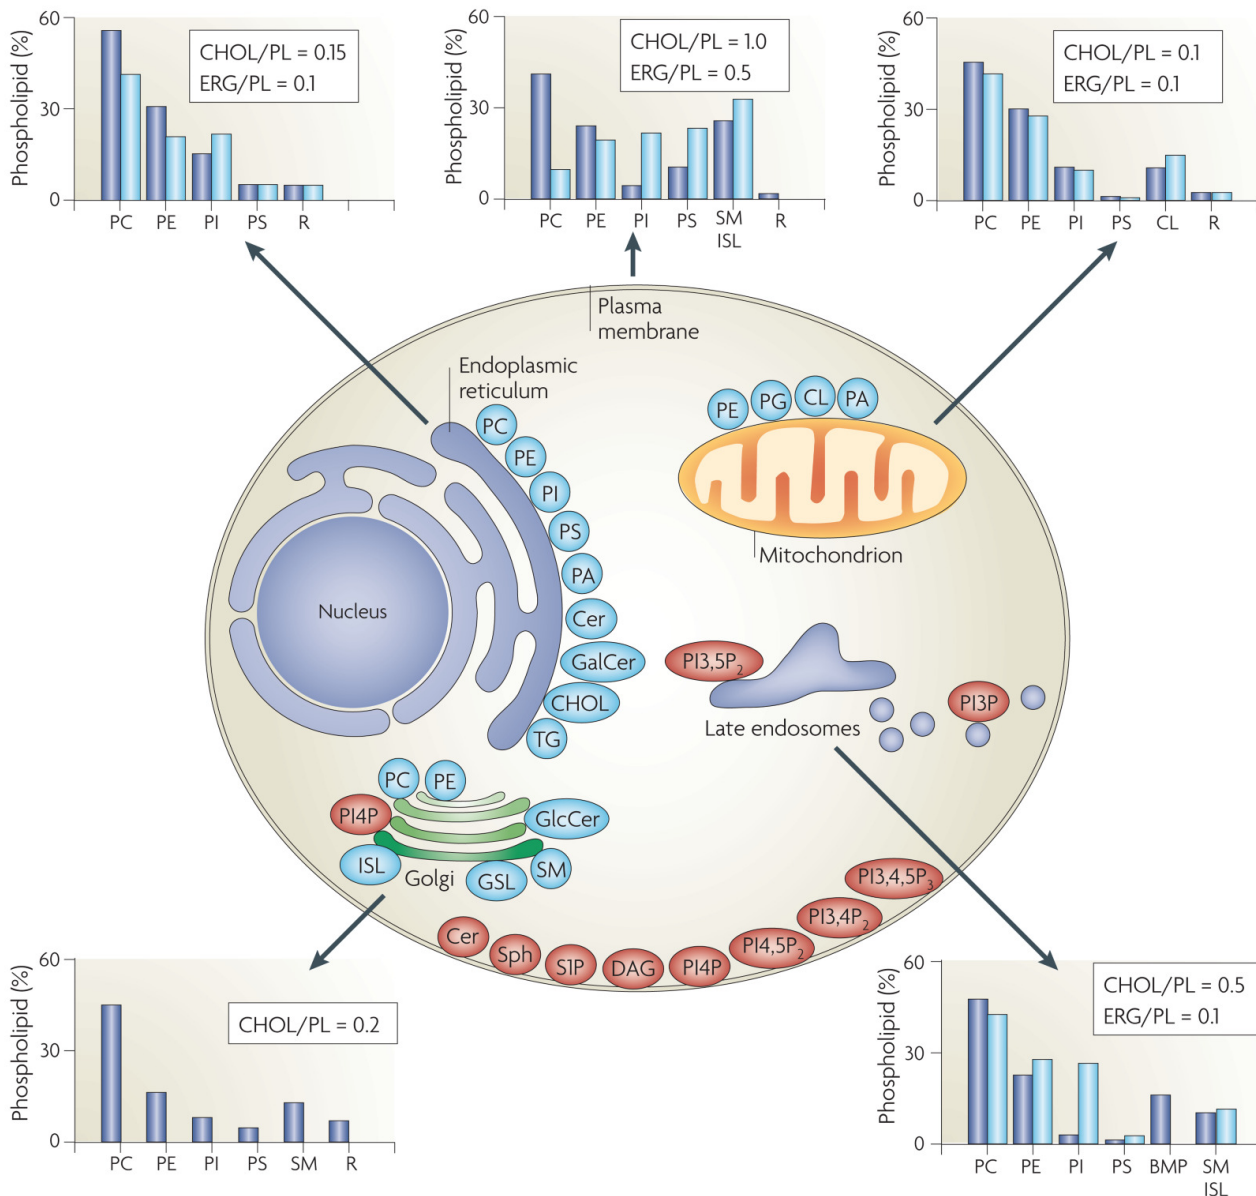 Phospholipid (%)
60
30
0
CHOL/PL = 0.15
ERG/PL = 0.1
PC PE PI PS R
Phospholipid (%)
60
30
0
CHOL/PL = 1.0
ERG/PL = 0.5
PC PE PI PS SM R
ISL
Phospholipid (%)
60
30
0
CHOL/PL = 0.1
ERG/PL = 0.1
PC PE PI PS CL R
Plasma
membrane
Endoplasmic
reticulum
PC
PE
PI
PS
PA
Cer
GalCer
CHOL
TG
PE PG CL PA
Mitochondrion
Nucleus
PI3,5P₂
Late endosomes
PI3P
PC PE
PI4P
GlcCer
ISL
Golgi
GSL
SM
Cer
Sph
S1P
DAG
PI4P
PI4,5P₂
PI3,4P₂
PI3,4,5P₃
Phospholipid (%)
60
30
0
CHOL/PL = 0.2
PC PE PI PS SM R
Phospholipid (%)
60
30
0
CHOL/PL = 0.5
ERG/PL = 0.1
PC PE PI PS BMP SM
ISL